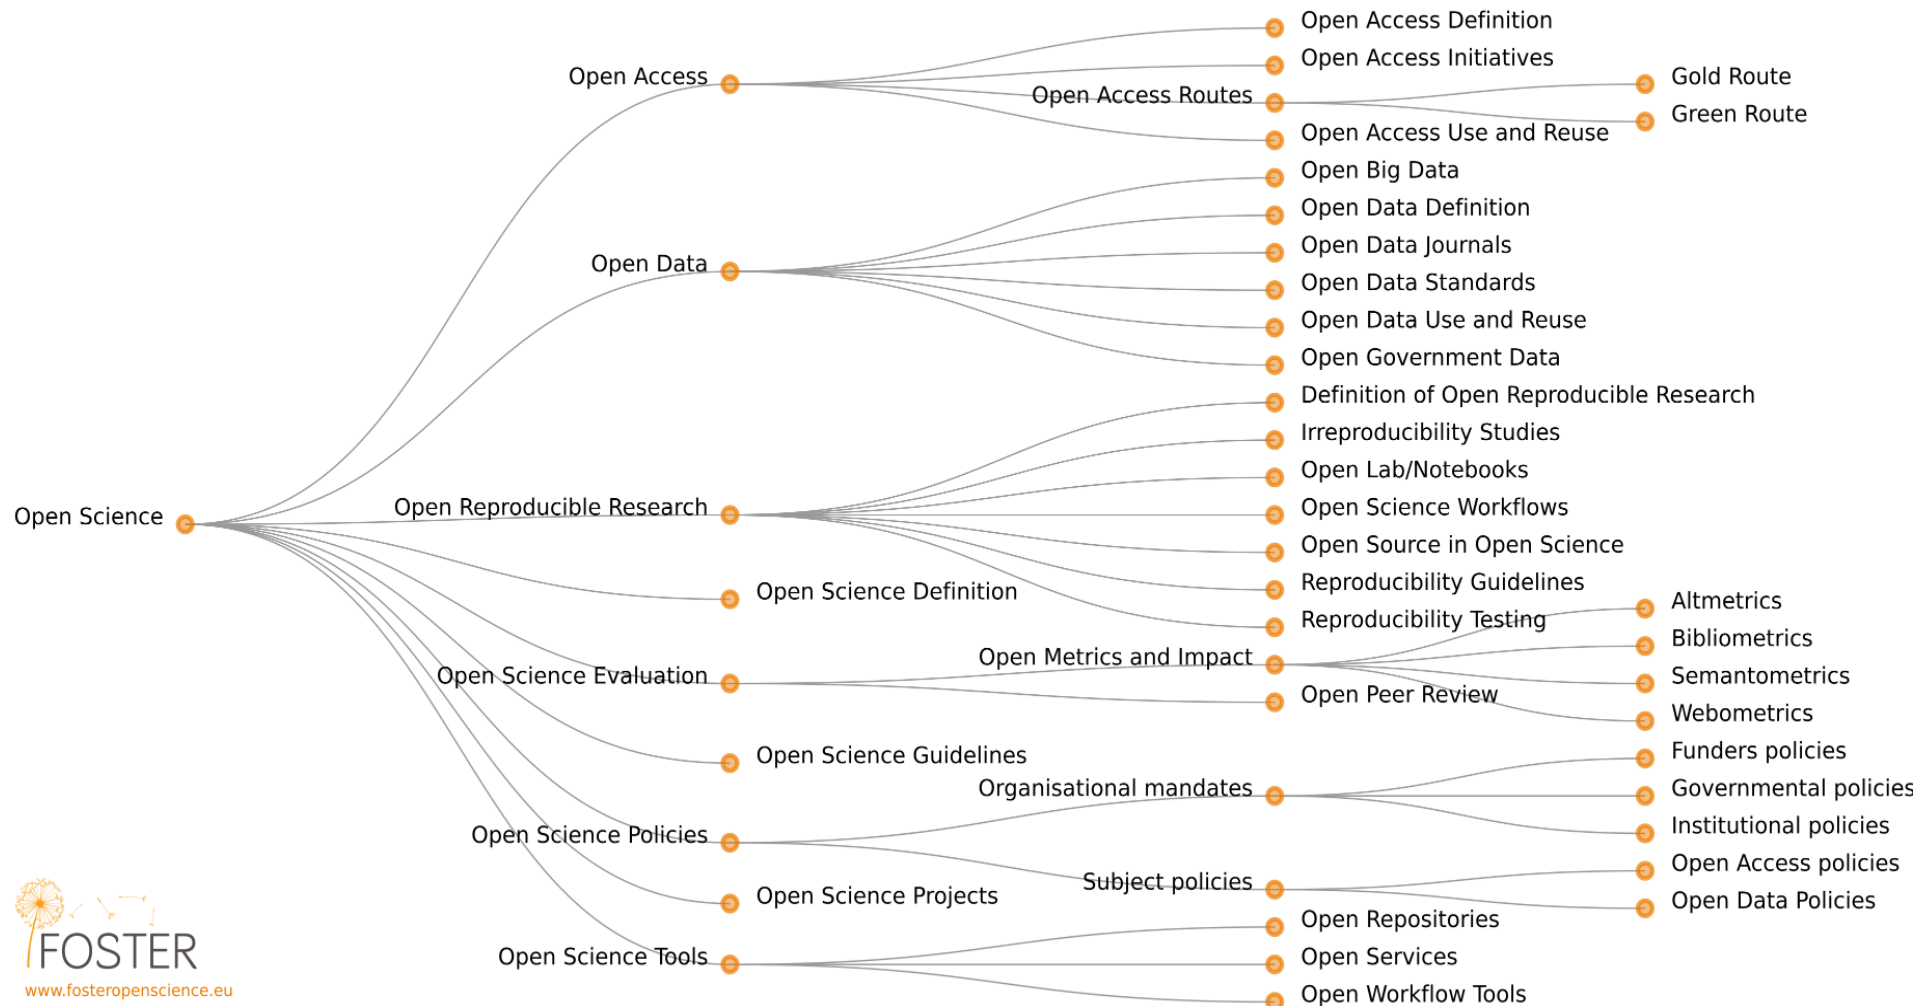 Open Science
Open Access
Open Access Definition
Open Access Initiatives
Open Access Routes
Gold Route
Green Route
Open Access Use and Reuse
Open Data
Open Big Data
Open Data Definition
Open Data Journals
Open Data Standards
Open Data Use and Reuse
Open Government Data
Open Reproducible Research
Definition of Open Reproducible Research
Irreproducibility Studies
Open Lab/Notebooks
Open Science Workflows
Open Source in Open Science
Reproducibility Guidelines
Reproducibility Testing
Open Science Definition
Open Science Evaluation
Open Metrics and Impact
Altmetrics
Bibliometrics
Semantometrics
Webometrics
Open Peer Review
Open Science Guidelines
Open Science Policies
Organisational mandates
Funders policies
Governmental policies
Institutional policies
Subject policies
Open Access policies
Open Data Policies
Open Science Projects
Open Science Tools
Open Repositories
Open Services
Open Workflow Tools
FOSTER
www.fosteropenscience.eu